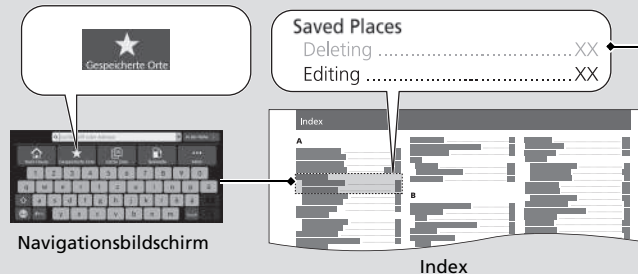 Gespeicherte Orte
Saved Places
Deleting ... XX
Editing ... XX
Index
A
B
Navigationsbildschirm
Index